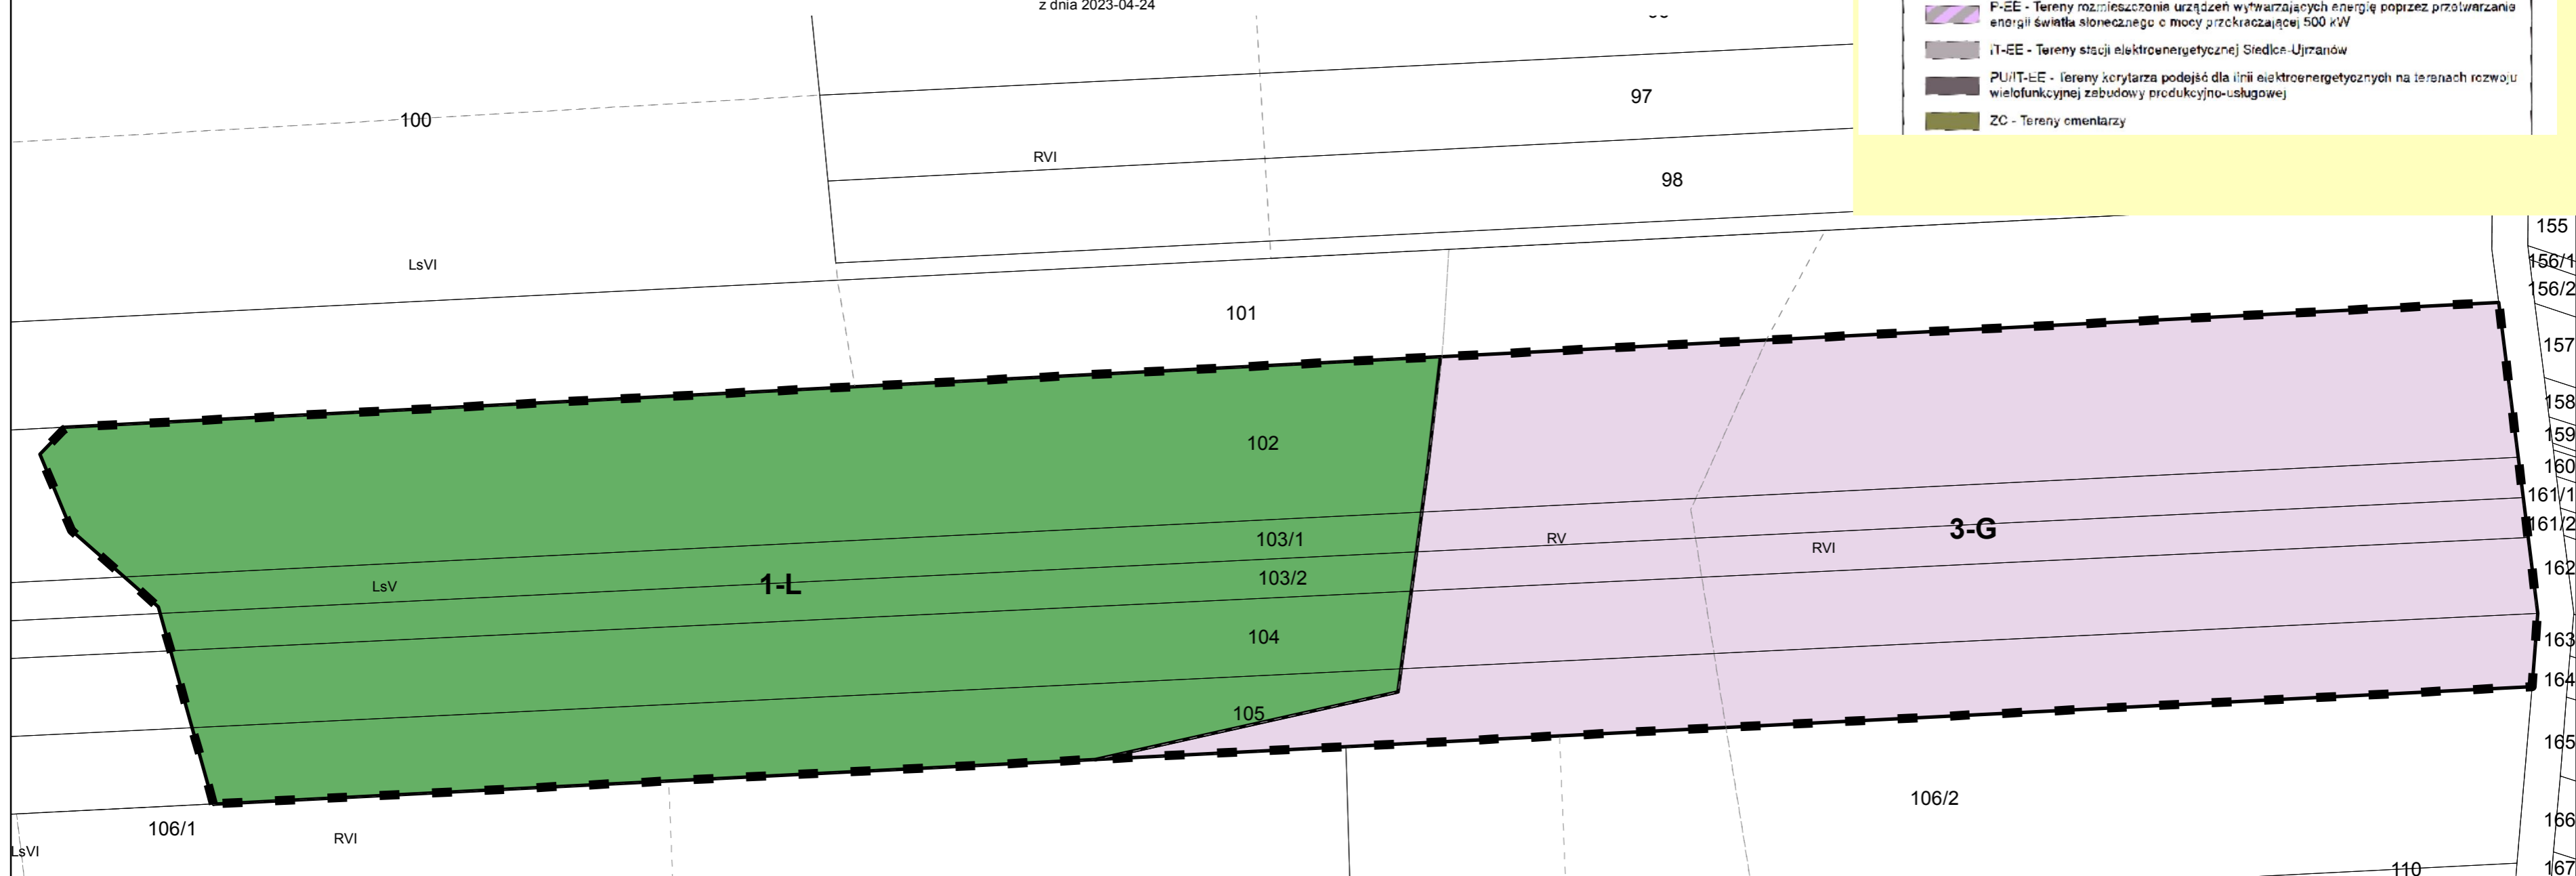 z dnia 2023-04-24
P-EE - Tereny rozmieszczenia urządzeń wytwarzających energię poprzez przetwarzanie
energii światła słonecznego o mocy przekraczającej 500 kW
IT-EE - Tereny stacji elektroenergetycznej Siedlce-Ujrzanów
PU/IT-EE - Tereny korytarza podejść dla linii elektroenergetycznych na terenach rozwoju
wielofunkcyjnej zabudowy produkcyjno-usługowej
ZC - Tereny cmentarzy
100
97
RVI
98
LsVI
101
155
156/1
156/2
157
158
159
160
161/1
161/2
162
163
164
165
166
167
102
103/1
103/2
104
105
LsV
1-L
RV
RVI
3-G
106/1
RVI
LsVI
106/2
110